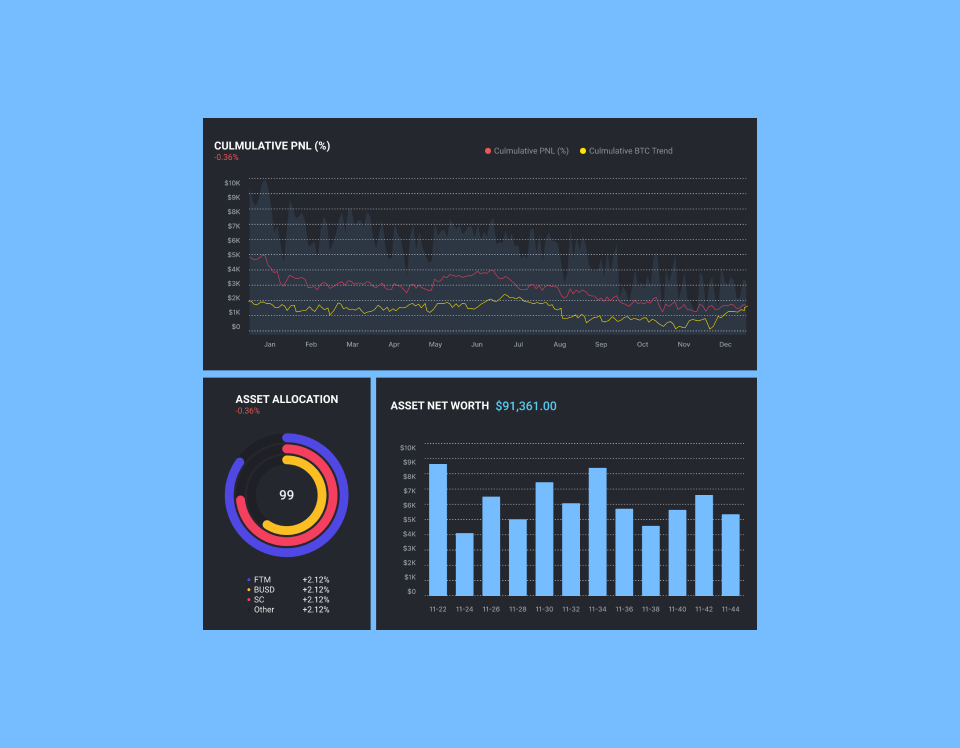 CULMULATIVE PNL (%)
-0.36%
Culmulative PNL (%)
Culmulative BTC Trend
$10K
$9K
$8K
$7K
$6K
$5K
$4K
$3K
$2K
$1K
$0
Jan Feb Mar Apr May Jun Jul Aug Sep Oct Nov Dec
ASSET ALLOCATION
-0.36%
99
FTM +2.12%
BUSD +2.12%
SC +2.12%
Other +2.12%
ASSET NET WORTH $91,361.00
$10K
$9K
$8K
$7K
$6K
$5K
$4K
$3K
$2K
$1K
$0
11-22 11-24 11-26 11-28 11-30 11-32 11-34 11-36 11-38 11-40 11-42 11-44